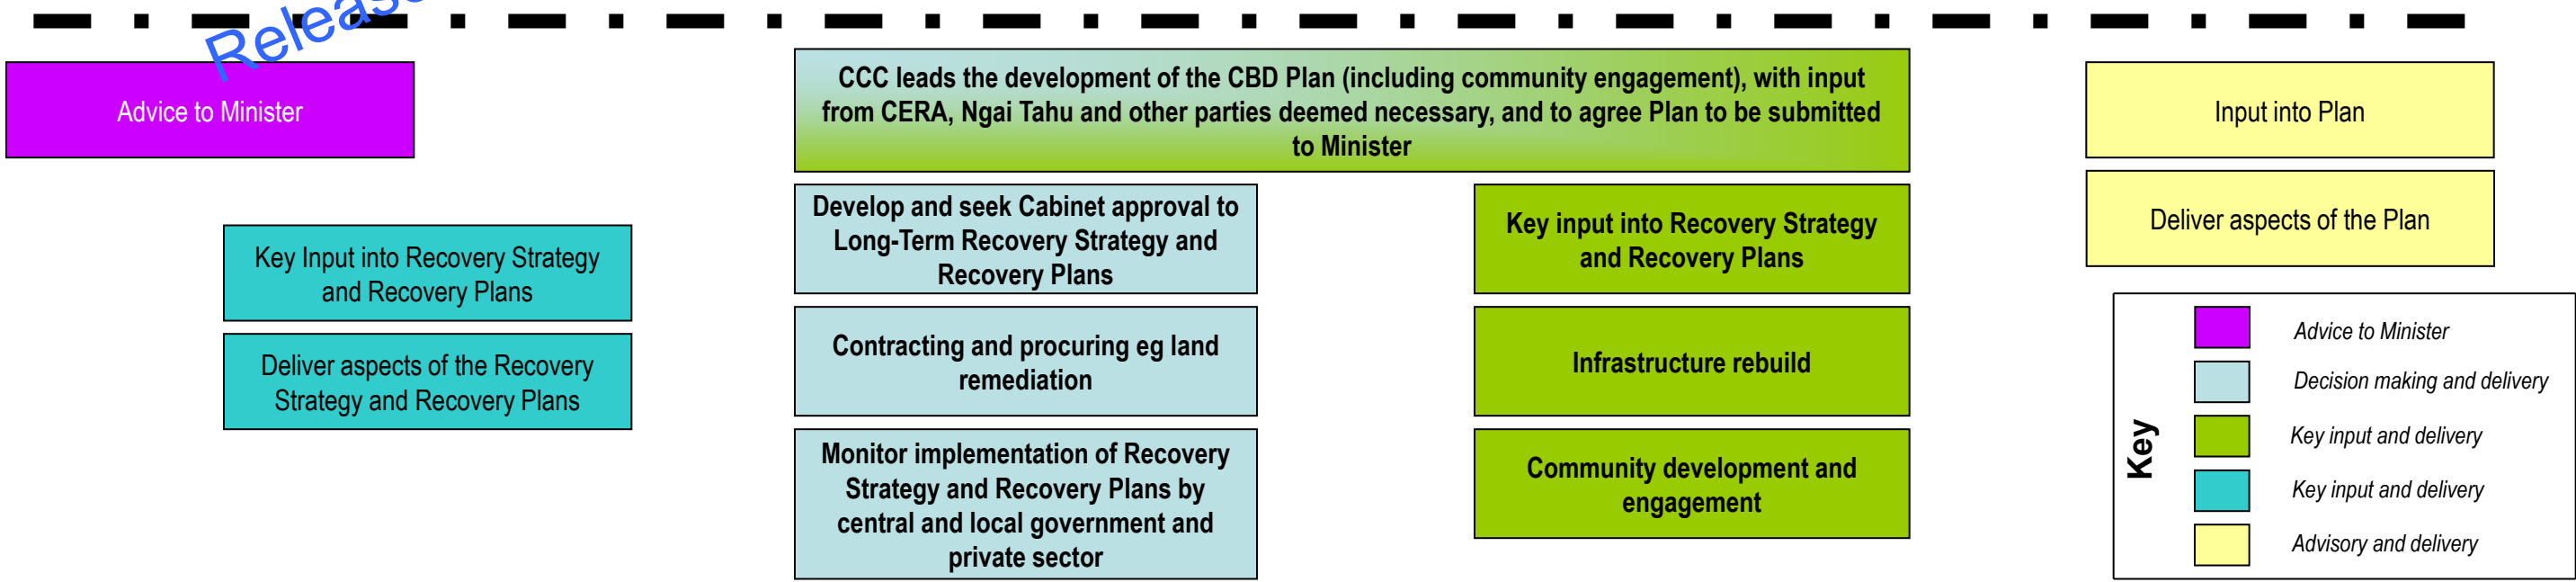 Release
Advice to Minister
CCC leads the development of the CBD Plan (including community engagement), with input
from CERA, Ngai Tahu and other parties deemed necessary, and to agree Plan to be submitted
to Minister
Input into Plan
Key Input into Recovery Strategy
and Recovery Plans
Deliver aspects of the Recovery
Strategy and Recovery Plans
Develop and seek Cabinet approval to
Long-Term Recovery Strategy and
Recovery Plans
Contracting and procuring eg land
remediation
Monitor implementation of Recovery
Strategy and Recovery Plans by
central and local government and
private sector
Key input into Recovery Strategy
and Recovery Plans
Infrastructure rebuild
Community development and
engagement
Deliver aspects of the Plan
Key
Advice to Minister
Decision making and delivery
Key input and delivery
Key input and delivery
Advisory and delivery